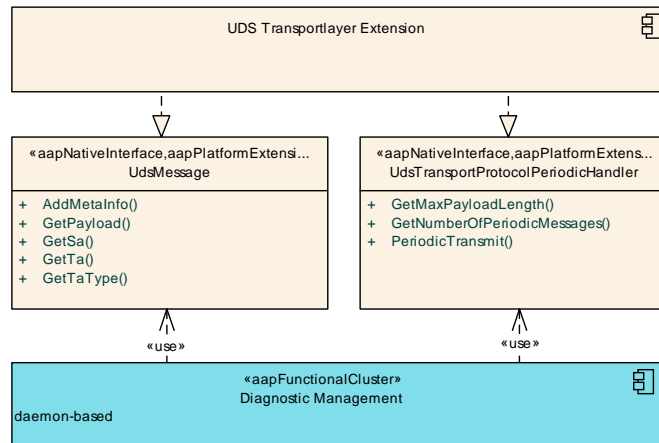 UDS Transportlayer Extension
«aapNativeInterface,aapPlatformExtensi...
UdsMessage
+ AddMetaInfo()
+ GetPayload()
+ GetSa()
+ GetTa()
+ GetTaType()
«aapNativeInterface,aapPlatformExtens...
UdsTransportProtocolPeriodicHandler
+ GetMaxPayloadLength()
+ GetNumberOfPeriodicMessages()
+ PeriodicTransmit()
«use»
«use»
«aapFunctionalCluster»
Diagnostic Management
daemon-based